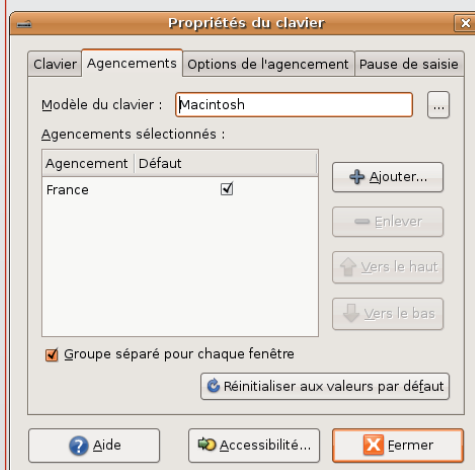 Propriétés du clavier
Clavier Agencements Options de l'agencement Pause de saisie
Modèle du clavier : Macintosh ...
Agencements sélectionnés :
Agencement Défaut
France
Ajouter...
Enlever
Vers le haut
Vers le bas
Groupe séparé pour chaque fenêtre
Réinitialiser aux valeurs par défaut
Aide Accessibilité... Fermer